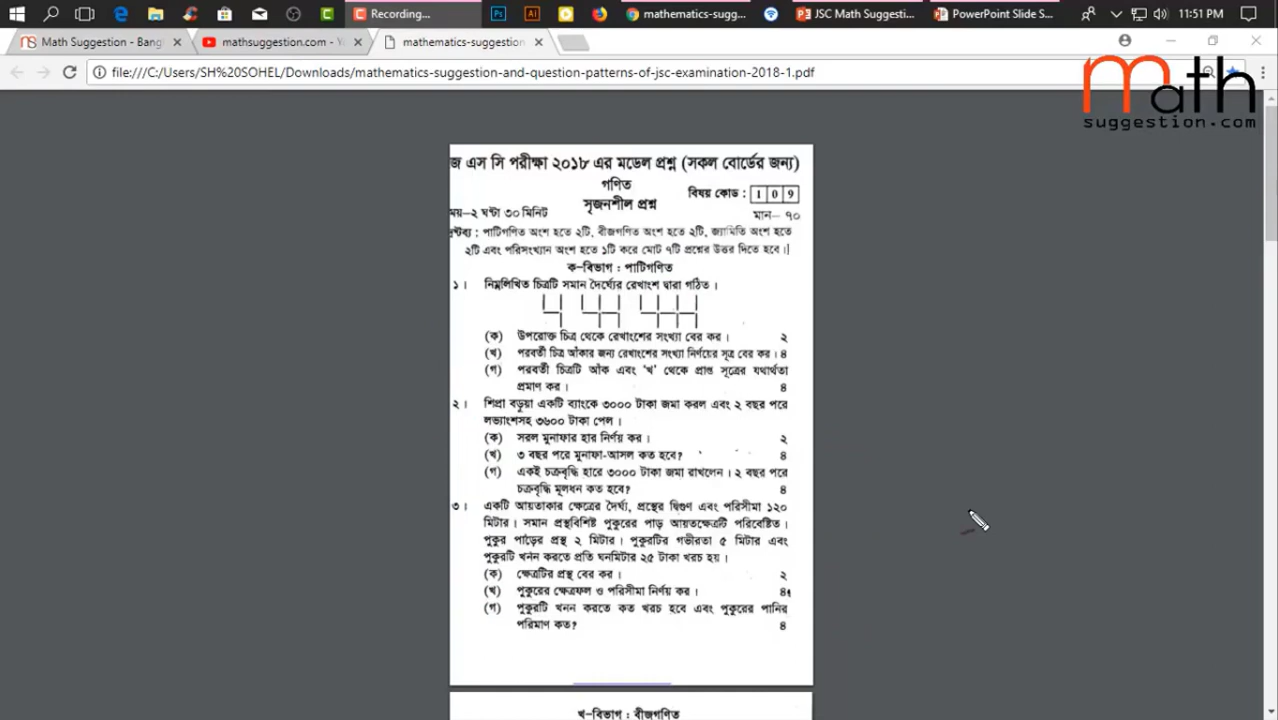 Recording...
mathematics-sugg...
JSC Math Suggesti...
PowerPoint Slide S...
11:51 PM
Math Suggestion - Bangl
mathsuggestion.com - Yo
mathematics-suggestion
file:///C:/Users/SH%20SOHEL/Downloads/mathematics-suggestion-and-question-patterns-of-jsc-examination-2018-1.pdf
math
suggestion.com
জ এস সি পরীক্ষা ২০১৮ এর মডেল প্রশ্ন (সকল বোর্ডের জন্য)
গণিত
বিষয় কোড : 1 0 9
সৃজনশীল প্রশ্ন
ময়–২ ঘন্টা ৩০ মিনিট
মান– ৭০
দ্রষ্টব্য : পাটিগণিত অংশ হতে ২টি, বীজগণিত অংশ হতে ২টি, জ্যামিতি অংশ হতে
২টি এবং পরিসংখ্যান অংশ হতে ১টি করে মোট ৭টি প্রশ্নের উত্তর দিতে হবে।
ক-বিভাগ : পাটিগণিত
১। নিম্নলিখিত চিত্রটি সমান দৈর্ঘ্যের রেখাংশ দ্বারা গঠিত।
(ক) উপরোক্ত চিত্র থেকে রেখাংশের সংখ্যা বের কর। ২
(খ) পরবর্তী চিত্র আঁকার জন্য রেখাংশের সংখ্যা নির্ণয়ের সূত্র বের কর। ৪
(গ) পরবর্তী চিত্রটি আঁক এবং ‘খ’ থেকে প্রাপ্ত সূত্রের যথার্থতা
প্রমাণ কর। ৪
২। শিপ্রা বড়ুয়া একটি ব্যাংকে ৩০০০ টাকা জমা করল এবং ২ বছর পরে
লভ্যাংশসহ ৩৬০০ টাকা পেল।
(ক) সরল মুনাফার হার নির্ণয় কর। ২
(খ) ৩ বছর পরে মুনাফা-আসল কত হবে? ৪
(গ) একই চক্রবৃদ্ধি হারে ৩০০০ টাকা জমা রাখলেন। ২ বছর পরে
চক্রবৃদ্ধি মূলধন কত হবে? ৪
৩। একটি আয়তাকার ক্ষেত্রের দৈর্ঘ্য, প্রস্থের দ্বিগুণ এবং পরিসীমা ১২০
মিটার। সমান প্রস্থবিশিষ্ট পুকুরের পাড় আয়তক্ষেত্রটি পরিবেষ্টিত।
পুকুর পাড়ের প্রস্থ ২ মিটার। পুকুরটির গভীরতা ৫ মিটার এবং
পুকুরটি খনন করতে প্রতি ঘনমিটার ২৫ টাকা খরচ হয়।
(ক) ক্ষেত্রটির প্রস্থ বের কর। ২
(খ) পুকুরের ক্ষেত্রফল ও পরিসীমা নির্ণয় কর। ৪
(গ) পুকুরটি খনন করতে কত খরচ হবে এবং পুকুরের পানির
পরিমাণ কত? ৪
খ-বিভাগ : বীজগণিত